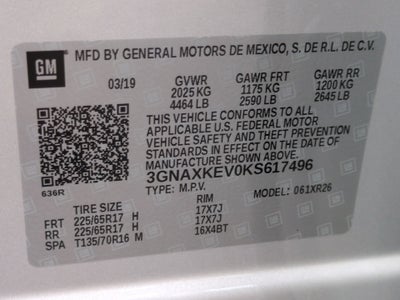 GM
MFD BY GENERAL MOTORS DE MEXICO, S. DE R.L. DE C.V.
03/19 GVWR GAWR FRT GAWR RR
2025 KG 1175 KG 1200 KG
4464 LB 2590 LB 2645 LB
THIS VEHICLE CONFORMS TO ALL
APPLICABLE U.S. FEDERAL MOTOR
VEHICLE SAFETY AND THEFT PREVENTION
STANDARDS IN EFFECT ON THE DATE OF
MANUFACTURE SHOWN ABOVE.
3GNAXKEV0KS617496
636R
TYPE: M.P.V. MODEL: 061XR26
TIRE SIZE RIM
FRT 225/65R17 H 17X7J
RR 225/65R17 H 17X7J
SPA T135/70R16 M 16X4BT